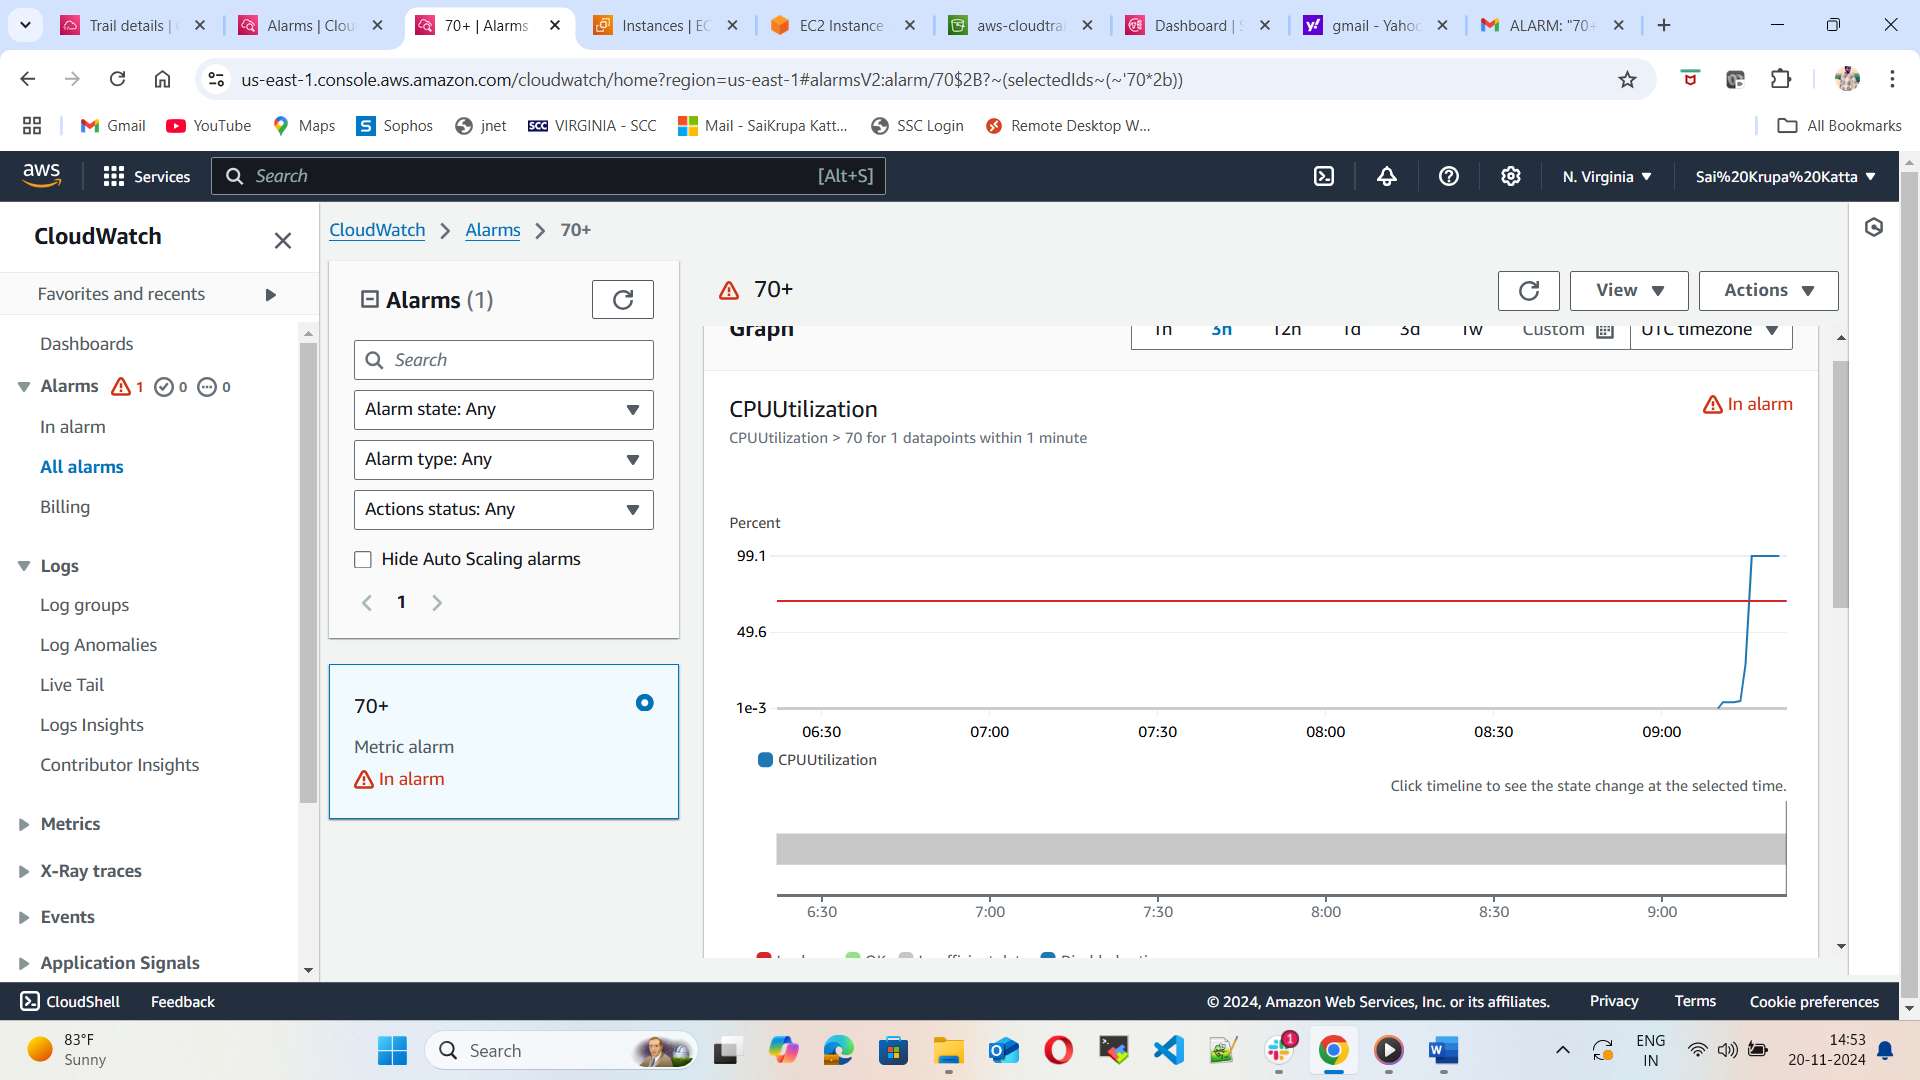 Trail details |
Alarms | Clou
70+ | Alarms
Instances | EC
EC2 Instance
aws-cloudtrai
Dashboard | S
gmail - Yahoo
ALARM: "70+
us-east-1.console.aws.amazon.com/cloudwatch/home?region=us-east-1#alarmsV2:alarm/70$2B?~(selectedIds~(~'70*2b))
Gmail
YouTube
Maps
Sophos
jnet
SCC VIRGINIA - SCC
Mail - SaiKrupa Katt...
SSC Login
Remote Desktop W...
All Bookmarks
aws
Services
Search
[Alt+S]
N. Virginia
Sai%20Krupa%20Katta
CloudWatch
Favorites and recents
Dashboards
Alarms 1 0 0
In alarm
All alarms
Billing
Logs
Log groups
Log Anomalies
Live Tail
Logs Insights
Contributor Insights
Metrics
X-Ray traces
Events
Application Signals
CloudWatch > Alarms > 70+
Alarms (1)
Search
Alarm state: Any
Alarm type: Any
Actions status: Any
Hide Auto Scaling alarms
1
70+
Metric alarm
In alarm
70+
View
Actions
Graph
1h 3h 12h 1d 3d 1w Custom UTC timezone
CPUUtilization
In alarm
CPUUtilization > 70 for 1 datapoints within 1 minute
Percent
99.1
49.6
1e-3
06:30 07:00 07:30 08:00 08:30 09:00
CPUUtilization
Click timeline to see the state change at the selected time.
6:30 7:00 7:30 8:00 8:30 9:00
CloudShell
Feedback
© 2024, Amazon Web Services, Inc. or its affiliates.
Privacy
Terms
Cookie preferences
83°F
Sunny
Search
1
ENG
IN
14:53
20-11-2024